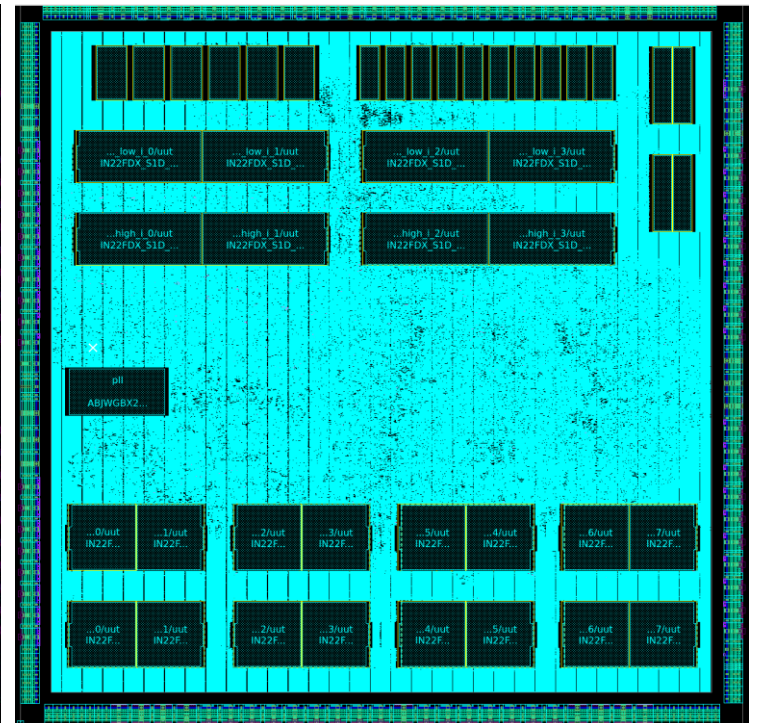 ..._low_i_0/uut
IN22FDX_S1D_...
..._low_i_1/uut
IN22FDX_S1D_...
..._low_i_2/uut
IN22FDX_S1D_...
..._low_i_3/uut
IN22FDX_S1D_...
...high_i_0/uut
IN22FDX_S1D_...
...high_i_1/uut
IN22FDX_S1D_...
...high_i_2/uut
IN22FDX_S1D_...
...high_i_3/uut
IN22FDX_S1D_...
pll
ABJWGBX2...
...0/uut
IN22F...
...1/uut
IN22F...
...2/uut
IN22F...
...3/uut
IN22F...
...5/uut
IN22F...
...4/uut
IN22F...
...6/uut
IN22F...
...7/uut
IN22F...
...0/uut
IN22F...
...1/uut
IN22F...
...2/uut
IN22F...
...3/uut
IN22F...
...4/uut
IN22F...
...5/uut
IN22F...
...6/uut
IN22F...
...7/uut
IN22F...